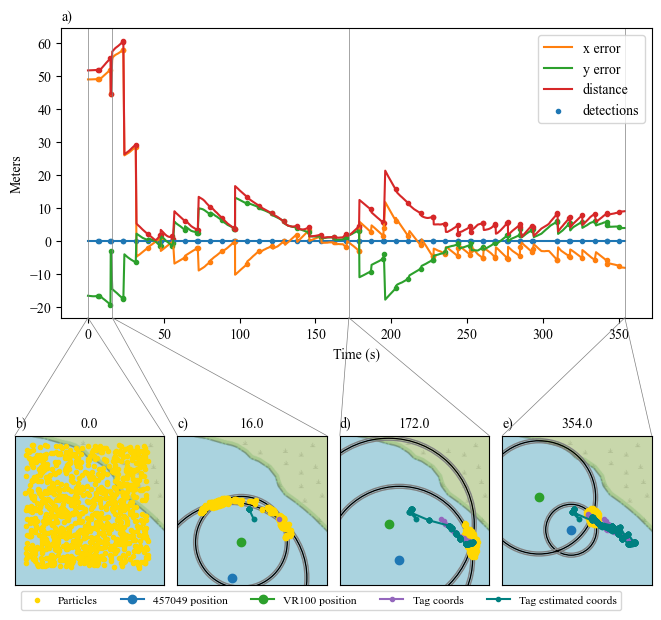 a)
60
50
40
30
20
10
0
−10
−20
Meters
x error
y error
distance
detections
0
50
100
150
200
250
300
350
Time (s)
b)
0.0
c)
16.0
d)
172.0
e)
354.0
Particles
457049 position
VR100 position
Tag coords
Tag estimated coords